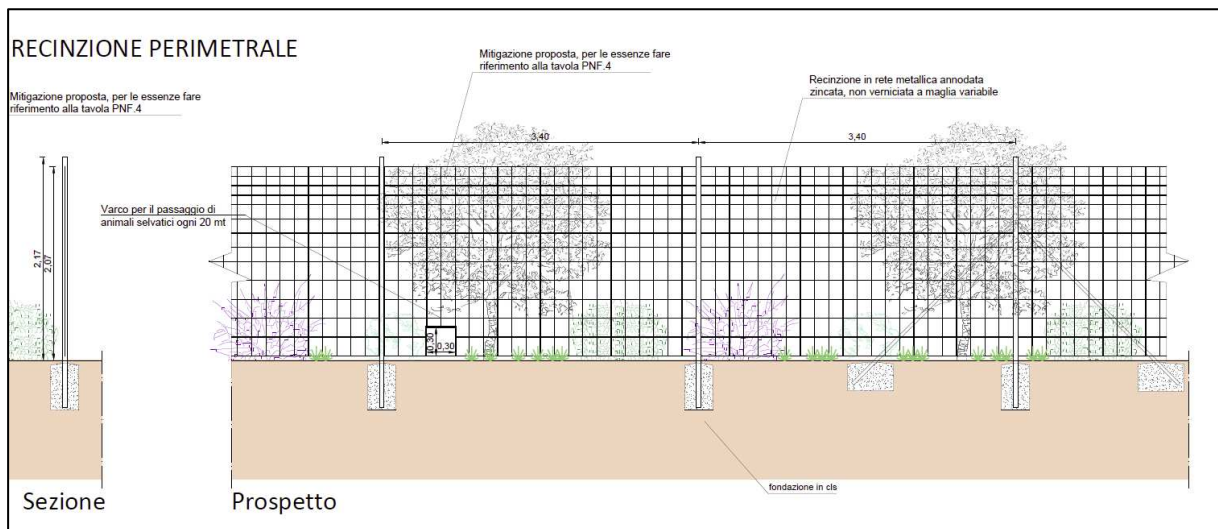 RECINZIONE PERIMETRALE
Mitigazione proposta, per le essenze fare
riferimento alla tavola PNF.4
Mitigazione proposta, per le essenze fare
riferimento alla tavola PNF.4
Recinzione in rete metallica annodata
zincata, non verniciata a maglia variabile
3,40
3,40
Varco per il passaggio di
animali selvatici ogni 20 mt
2,17
2,07
0,30
0,30
fondazione in cls
Sezione
Prospetto